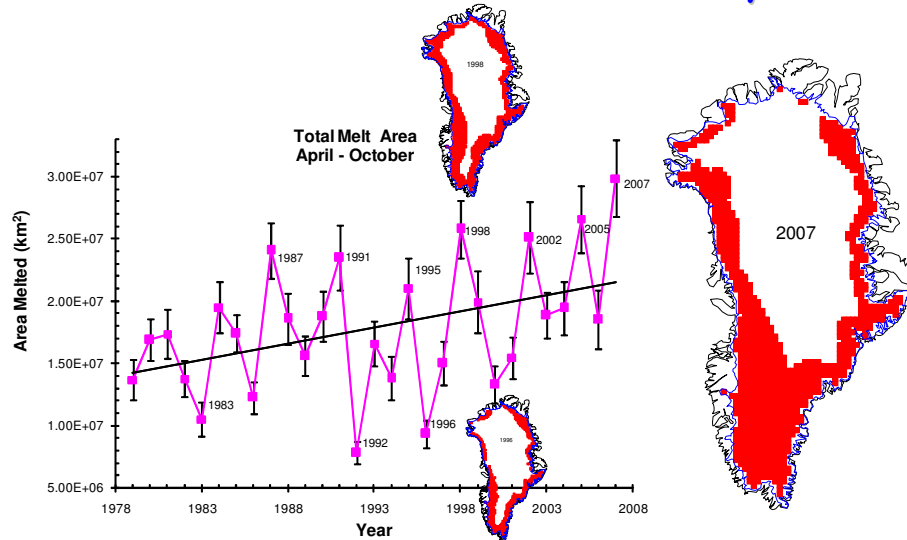 1998
Total Melt Area
April - October
Area Melted (km²)
3.00E+07
2.50E+07
2.00E+07
1.50E+07
1.00E+07
5.00E+06
1983
1987
1991
1992
1995
1996
1998
2002
2005
2007
1996
1978
1983
1988
1993
1998
2003
2008
Year
2007